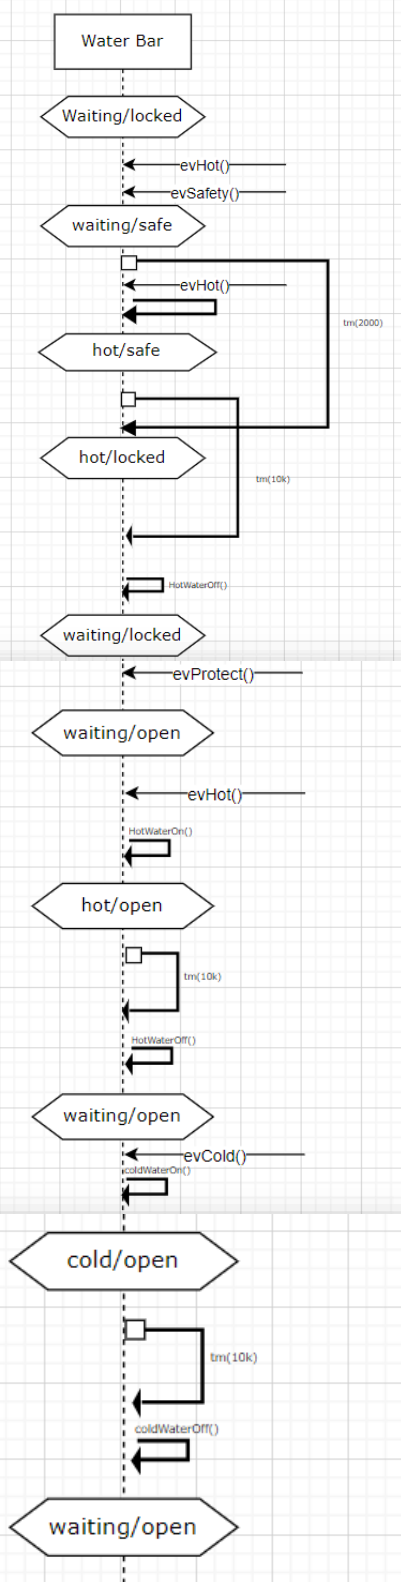 Water Bar
Waiting/locked
evHot()
evSafety()
waiting/safe
evHot()
tm(2000)
hot/safe
hot/locked
tm(10k)
HotWaterOff()
waiting/locked
evProtect()
waiting/open
evHot()
HotWaterOn()
hot/open
tm(10k)
HotWaterOff()
waiting/open
evCold()
coldWaterOn()
cold/open
tm(10k)
coldWaterOff()
waiting/open